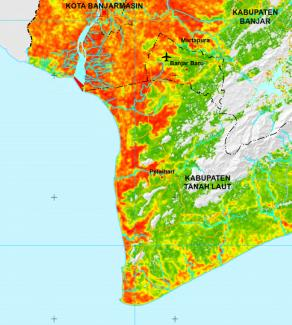 KOTA BANJARMASIN
KABUPATEN
BANJAR
Martapura
Banjar Baru
Pelaihari
KABUPATEN
TANAH LAUT